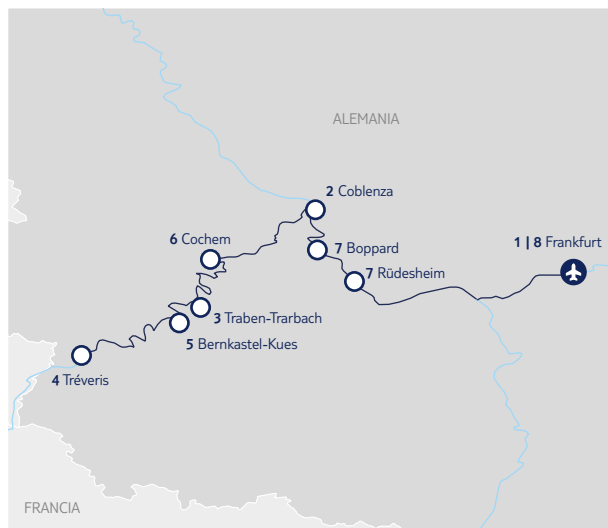 ALEMANIA
2 Coblenza
6 Cochem
7 Boppard
1 | 8 Frankfurt
7 Rüdesheim
3 Traben-Trarbach
5 Bernkastel-Kues
4 Tréveris
FRANCIA